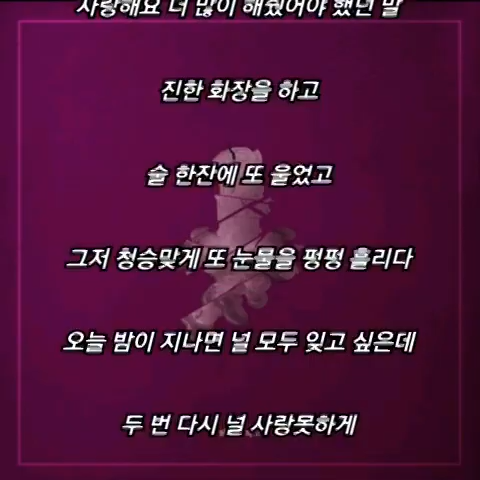 사랑해요 더 많이 해줬어야 했던 말
진한 화장을 하고
술 한잔에 또 울었고
그저 청승맞게 또 눈물을 펑펑 흘리다
오늘 밤이 지나면 널 모두 잊고 싶은데
두 번 다시 널 사랑못하게